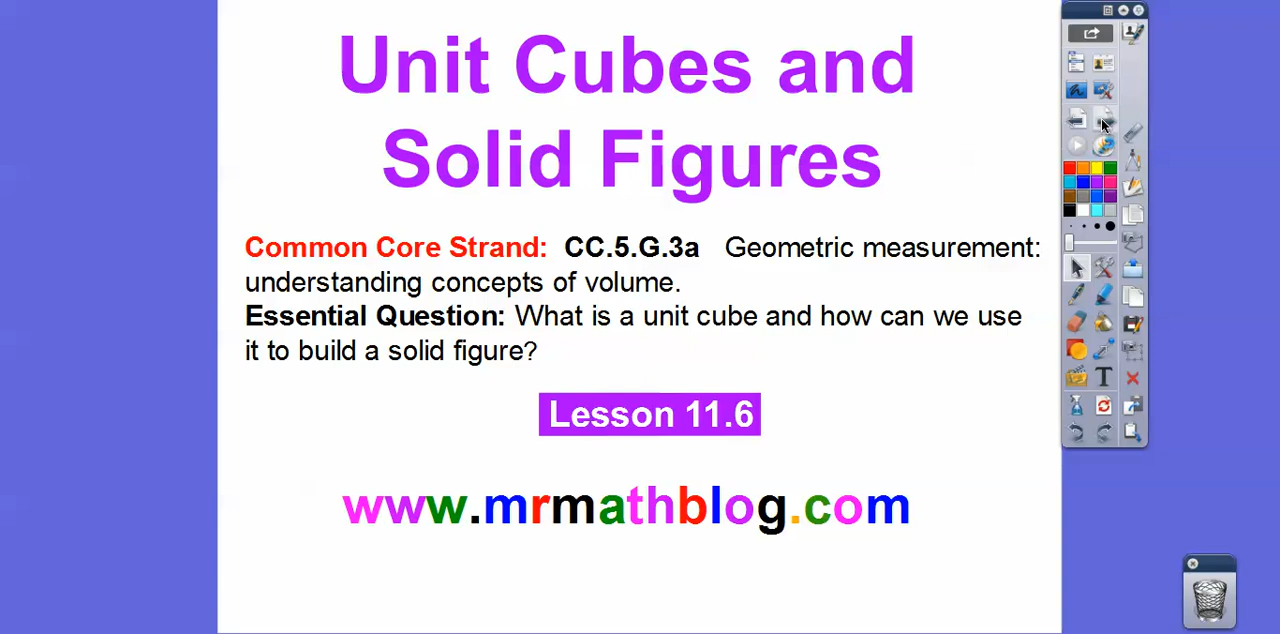 Unit Cubes and
Solid Figures
Common Core Strand: CC.5.G.3a Geometric measurement:
understanding concepts of volume.
Essential Question: What is a unit cube and how can we use
it to build a solid figure?
Lesson 11.6
www.mrmathblog.com